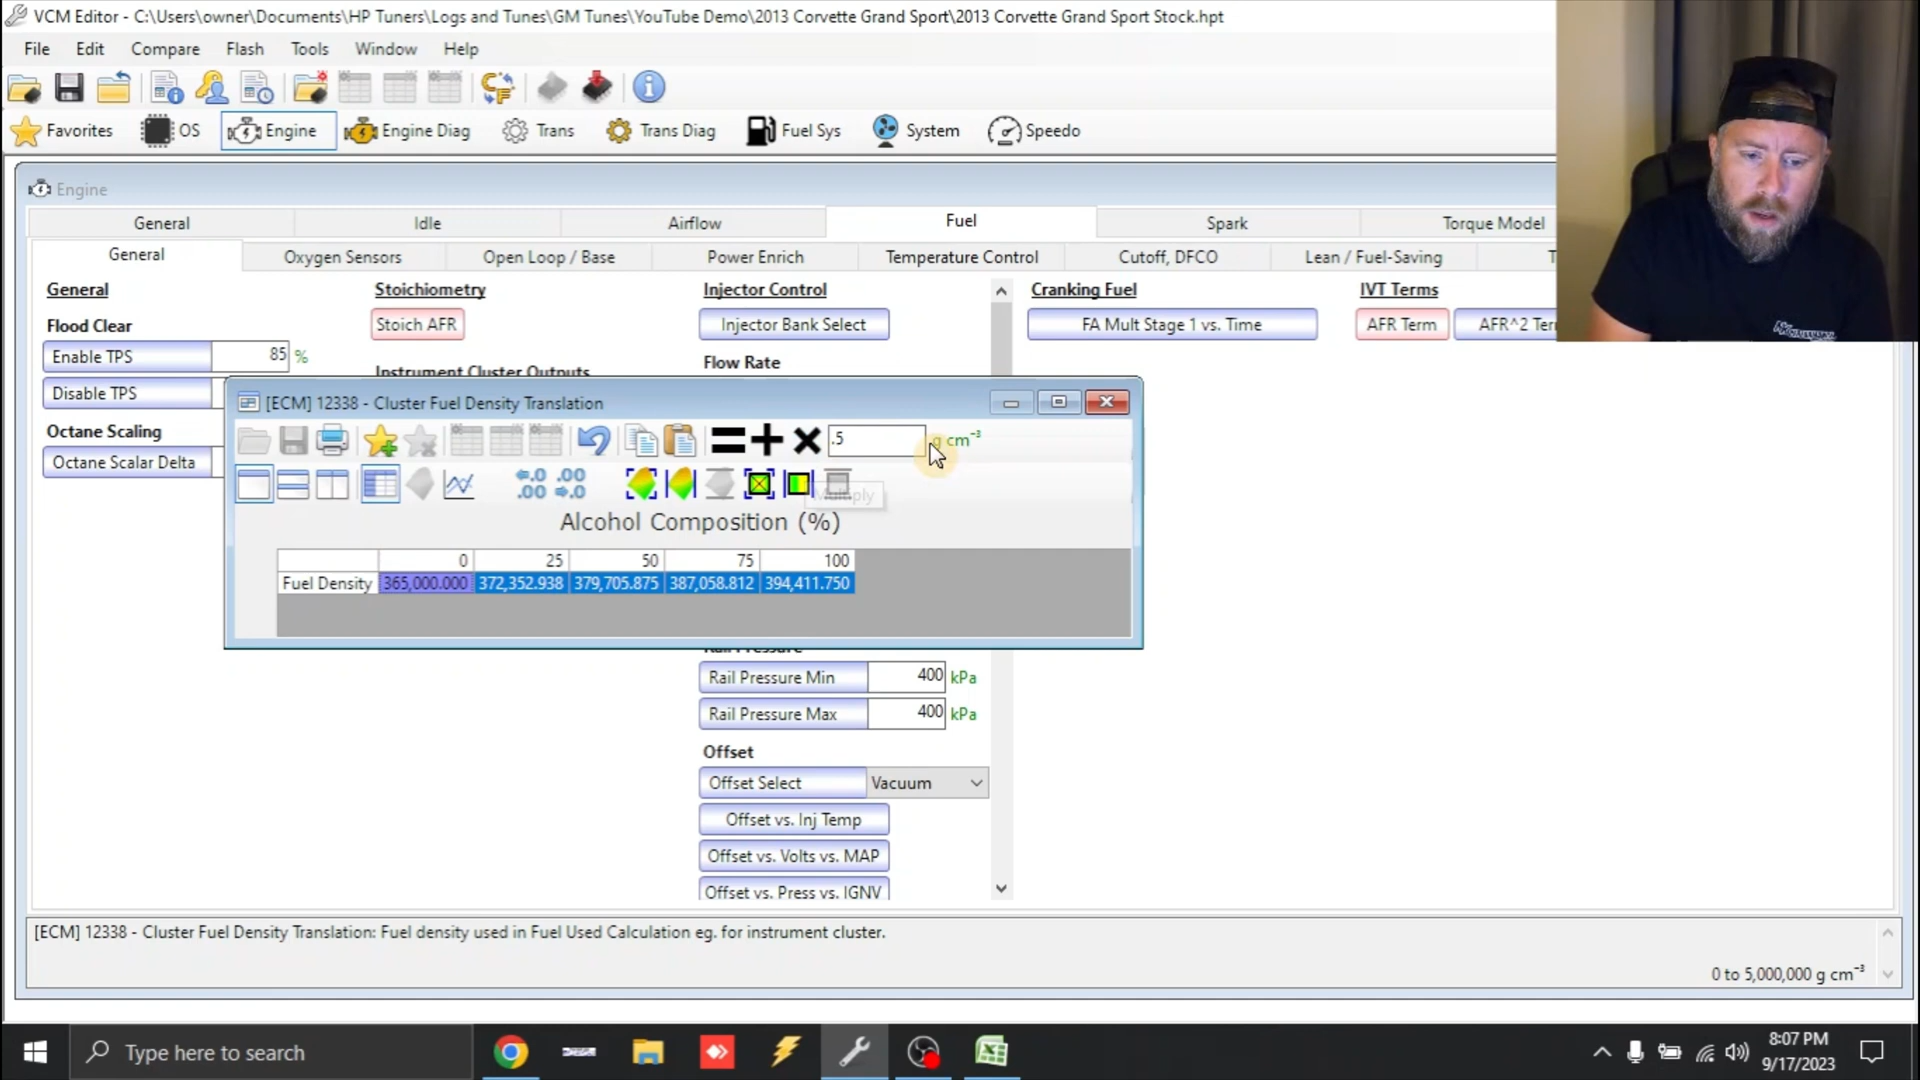 VCM Editor - C:\Users\owner\Documents\HP Tuners\Logs and Tunes\GM Tunes\YouTube Demo\2013 Corvette Grand Sport\2013 Corvette Grand Sport Stock.hpt
File Edit Compare Flash Tools Window Help
Favorites OS Engine Engine Diag Trans Trans Diag Fuel Sys System Speedo
Engine
General Idle Airflow Fuel Spark Torque Model
General Oxygen Sensors Open Loop / Base Power Enrich Temperature Control Cutoff, DFCO Lean / Fuel-Saving
General Stoichiometry Injector Control Cranking Fuel IVT Terms
Flood Clear Stoich AFR Injector Bank Select FA Mult Stage 1 vs. Time AFR Term AFR^2 Ter
Enable TPS 85 % Instrument Cluster Outputs Flow Rate
Disable TPS
Octane Scaling
Octane Scalar Delta
[ECM] 12338 - Cluster Fuel Density Translation
.5 g cm⁻³
Multiply
Alcohol Composition (%)
0 25 50 75 100
Fuel Density 365,000.000 372,352.938 379,705.875 387,058.812 394,411.750
Rail Pressure
Rail Pressure Min 400 kPa
Rail Pressure Max 400 kPa
Offset
Offset Select Vacuum
Offset vs. Inj Temp
Offset vs. Volts vs. MAP
Offset vs. Press vs. IGNV
[ECM] 12338 - Cluster Fuel Density Translation: Fuel density used in Fuel Used Calculation eg. for instrument cluster.
0 to 5,000,000 g cm⁻³
Type here to search
8:07 PM
9/17/2023